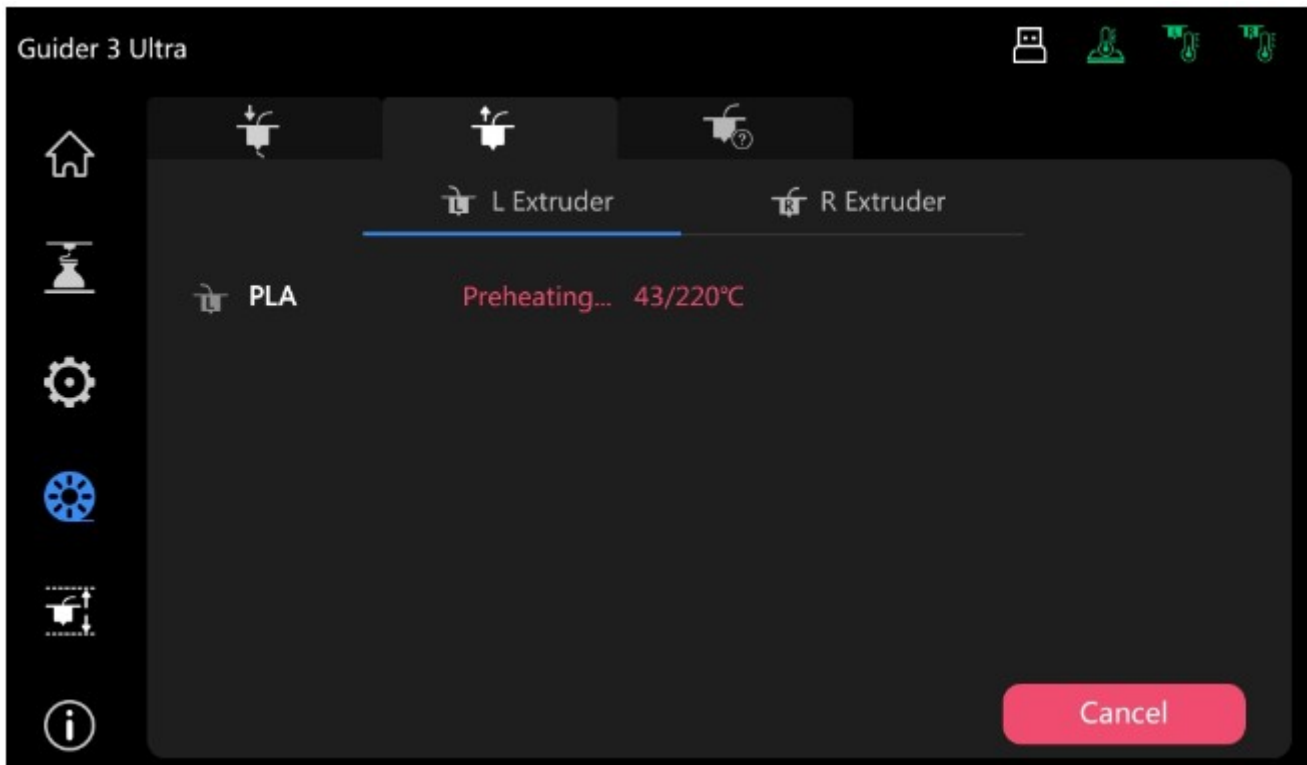 Guider 3 Ultra
L R
L L Extruder R R Extruder
L PLA Preheating... 43/220℃
Cancel